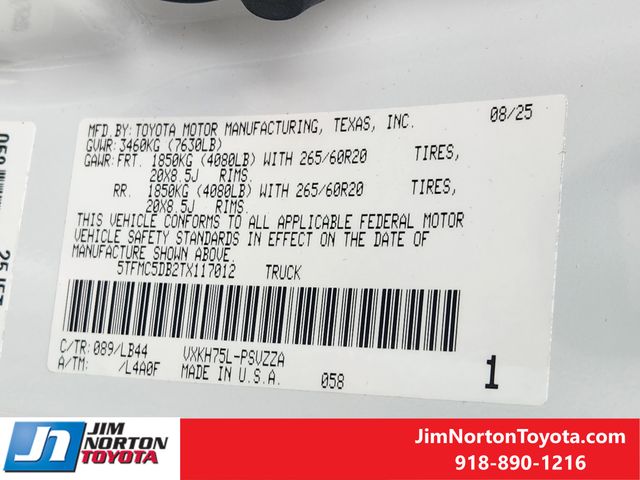 08/25
MFD.BY: TOYOTA MOTOR MANUFACTURING, TEXAS, INC.
GVWR: 3460KG (7630LB)
GAWR: FRT. 1850KG (4080LB) WITH 265/60R20 TIRES,
20X8.5J RIMS.
RR. 1850KG (4080LB) WITH 265/60R20 TIRES,
20X8.5J RIMS.
THIS VEHICLE CONFORMS TO ALL APPLICABLE FEDERAL MOTOR
VEHICLE SAFETY STANDARDS IN EFFECT ON THE DATE OF
MANUFACTURE SHOWN ABOVE.
5TFMC5DB2TX117012 TRUCK
C/TR: 089/LB44 VXKH75L-PSVZZA
A/TM: /L4A0F MADE IN U.S.A. 058
1
JIM
NORTON
TOYOTA
JimNortonToyota.com
918-890-1216